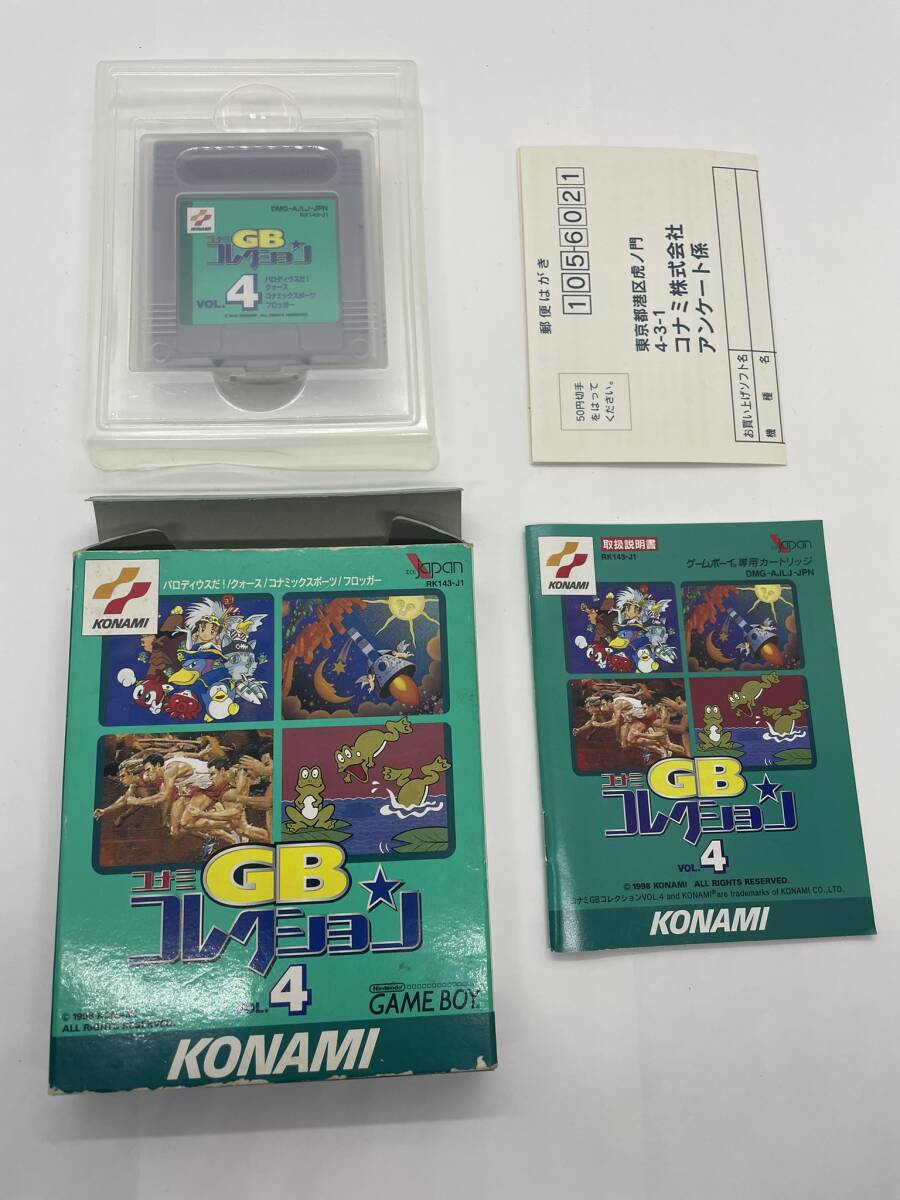 DMG-AJLJ-JPN
RK143-J1
KONAMI
コナミ GB
コレクション
VOL.4
パロディウスだ!
クォース
コナミックスポーツ
フロッガー
ALL RIGHTS RESERVED.
郵便はがき
1056021
東京都港区虎ノ門
4-3-1
コナミ株式会社
アンケート係
50円切手
をはって
ください。
お買い上げソフト名
機種名
KONAMI
パロディウスだ!/クォース/コナミックスポーツ/フロッガー
Japan
RK143-J1
コナミ GB
コレクション
VOL.4
© 1998 KONAMI
ALL RIGHTS RESERVED.
Nintendo
GAME BOY
KONAMI
KONAMI
取扱説明書
RK143-J1
Japan
ゲームボーイ®専用カートリッジ
DMG-AJLJ-JPN
コナミ GB
コレクション
VOL.4
© 1998 KONAMI ALL RIGHTS RESERVED.
コナミGBコレクションVOL.4 and KONAMI® are trademarks of KONAMI CO.,LTD.
KONAMI